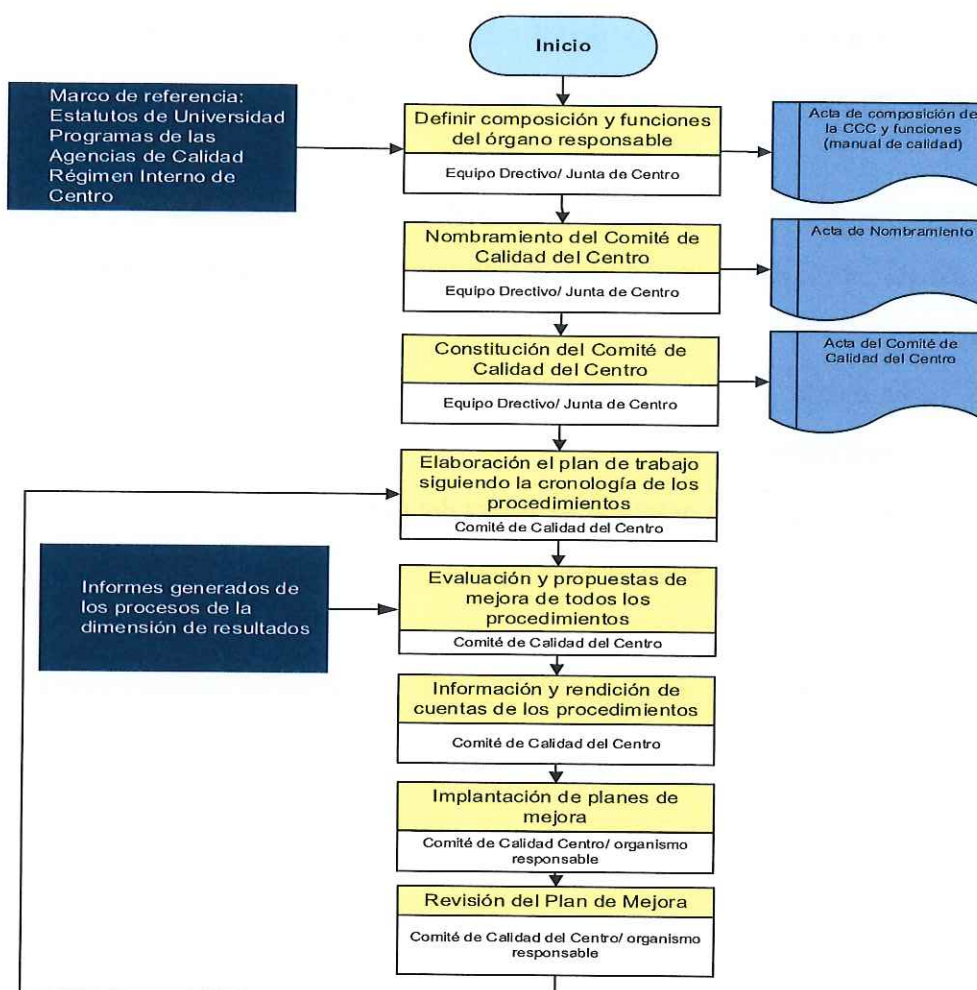 Inicio
Marco de referencia:
Estatutos de Universidad
Programas de las
Agencias de Calidad
Régimen Interno de
Centro
Definir composición y funciones
del órgano responsable
Equipo Directivo/ Junta de Centro
Acta de composición de
la CCC y funciones
(manual de calidad)
Nombramiento del Comité de
Calidad del Centro
Equipo Drectivo/ Junta de Centro
Acta de Nombramiento
Constitución del Comité de
Calidad del Centro
Equipo Drectivo/ Junta de Centro
Acta del Comité de
Calidad del Centro
Elaboración el plan de trabajo
siguiendo la cronología de los
procedimientos
Comité de Calidad del Centro
Informes generados de
los procesos de la
dimensión de resultados
Evaluación y propuestas de
mejora de todos los
procedimientos
Comité de Calidad del Centro
Información y rendición de
cuentas de los procedimientos
Comité de Calidad del Centro
Implantación de planes de
mejora
Comité de Calidad Centro/ organismo
responsable
Revisión del Plan de Mejora
Comité de Calidad del Centro/ organismo
responsable